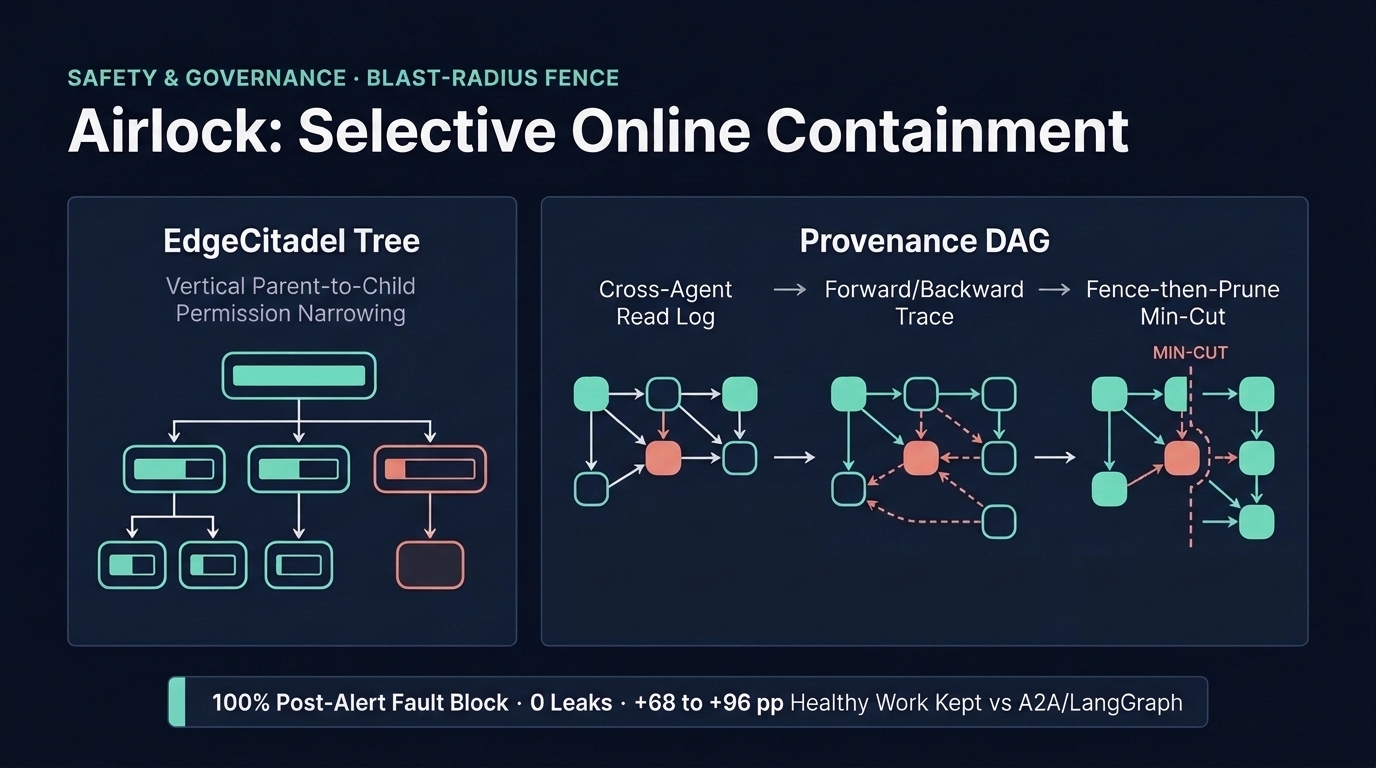 SAFETY & GOVERNANCE · BLAST-RADIUS FENCE
Airlock: Selective Online Containment
EdgeCitadel Tree
Vertical Parent-to-Child
Permission Narrowing
Provenance DAG
Cross-Agent
Read Log
Forward/Backward
Trace
Fence-then-Prune
Min-Cut
MIN-CUT
100% Post-Alert Fault Block · 0 Leaks · +68 to +96 pp Healthy Work Kept vs A2A/LangGraph